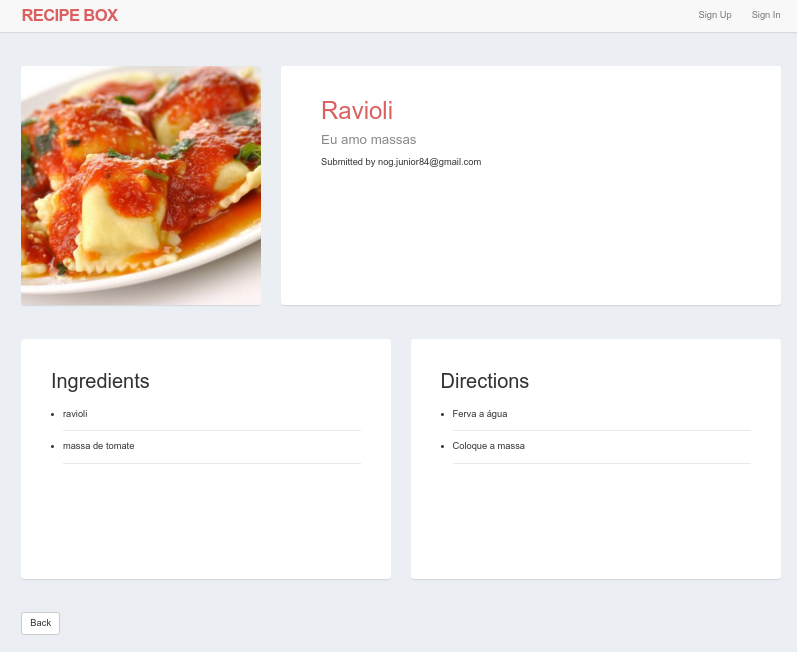 RECIPE BOX
Sign Up Sign In
Ravioli
Eu amo massas
Submitted by nog.junior84@gmail.com
Ingredients
ravioli
massa de tomate
Directions
Ferva a água
Coloque a massa
Back